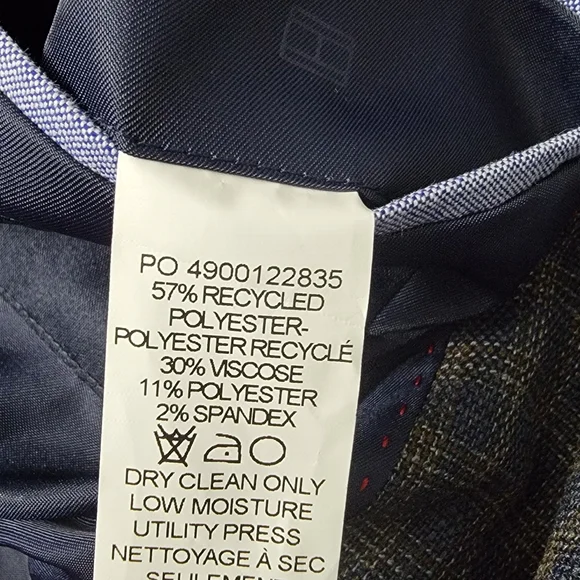 PO 4900122835
57% RECYCLED
POLYESTER-
POLYESTER RECYCLÉ
30% VISCOSE
11% POLYESTER
2% SPANDEX
DRY CLEAN ONLY
LOW MOISTURE
UTILITY PRESS
NETTOYAGE À SEC
SEULEMENT